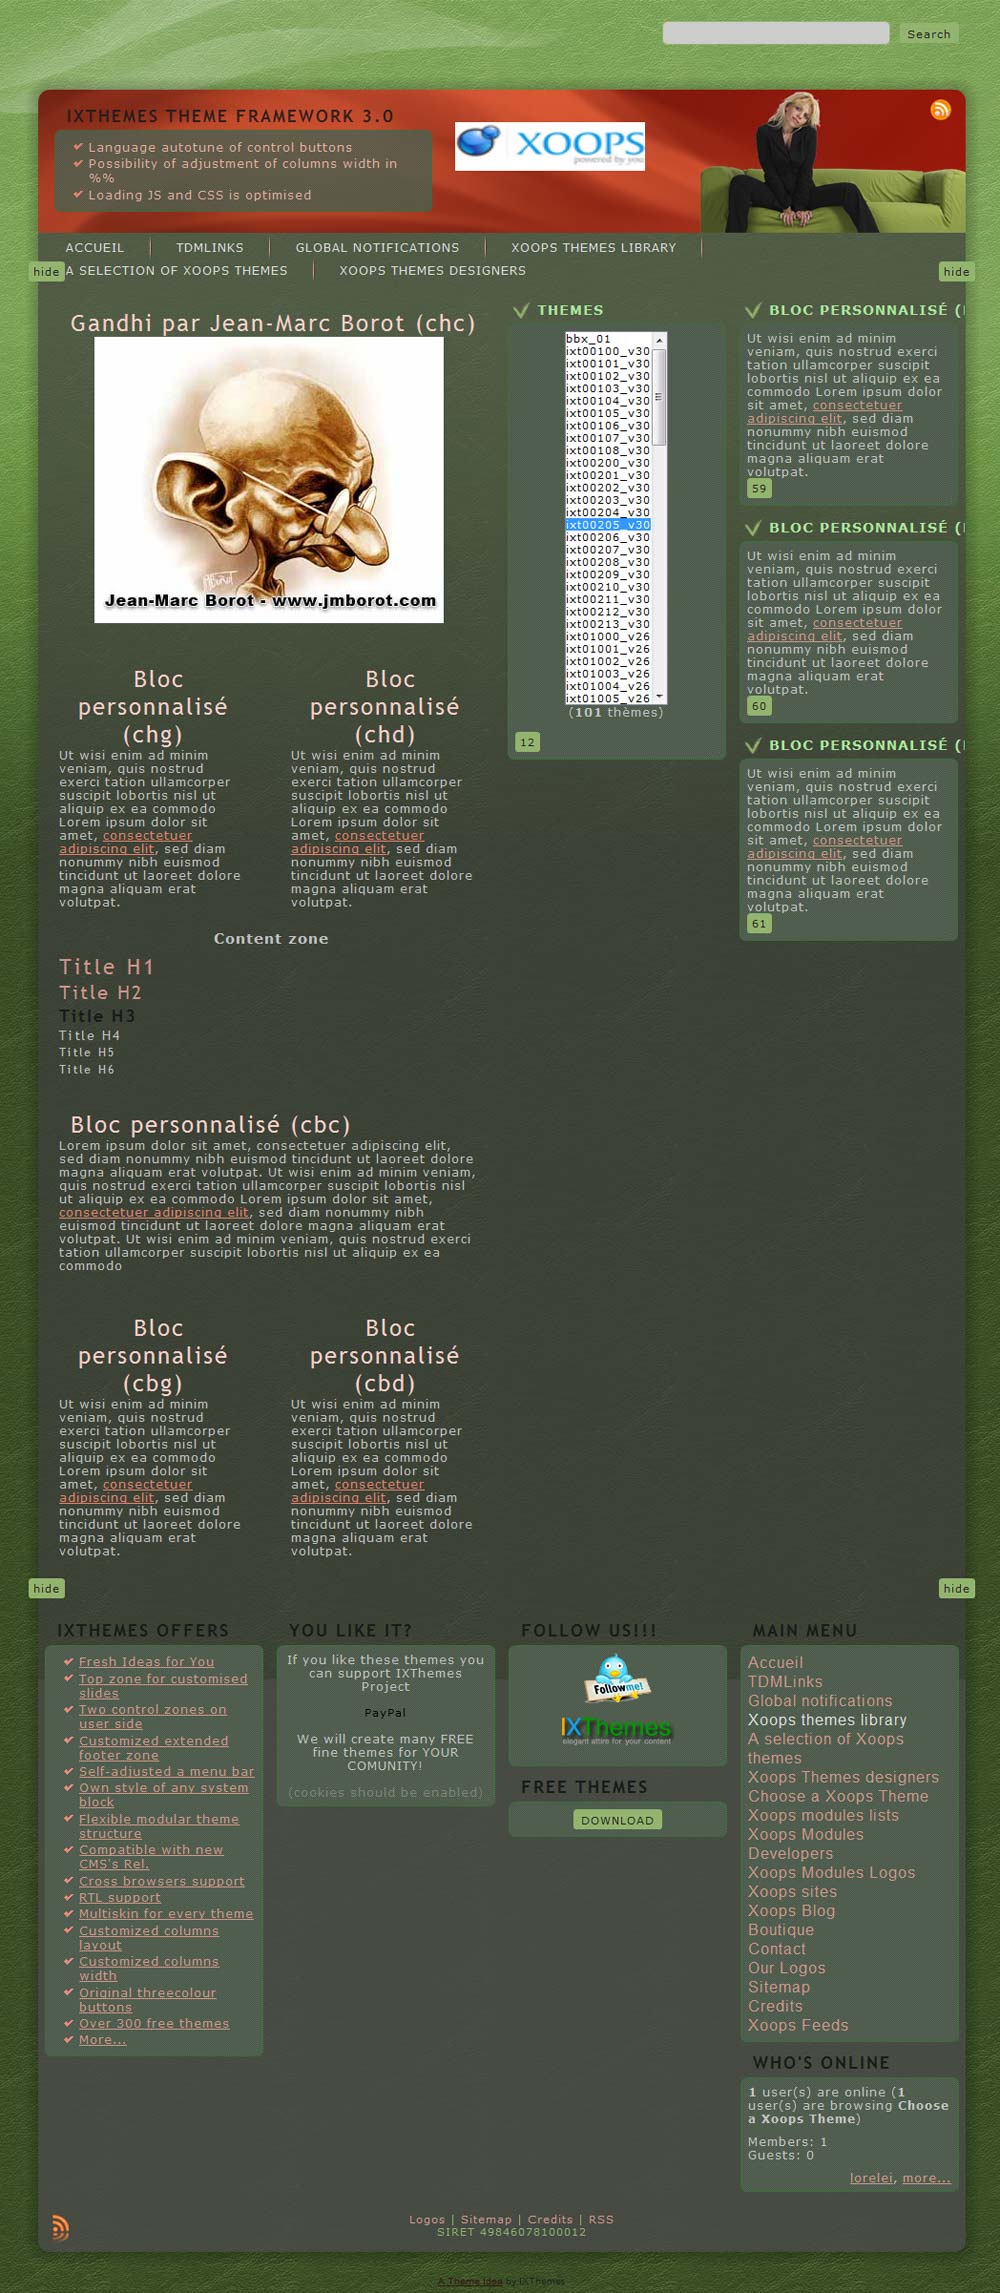 Search
IXTHEMES THEME FRAMEWORK 3.0
Language autotune of control buttons
Possibility of adjustment of columns width in
%%
Loading JS and CSS is optimised
XOOPS
powered by you
ACCUEIL
TDMLINKS
GLOBAL NOTIFICATIONS
XOOPS THEMES LIBRARY
hide
A SELECTION OF XOOPS THEMES
XOOPS THEMES DESIGNERS
hide
Gandhi par Jean-Marc Borot (chc)
Jean-Marc Borot - www.jmborot.com
Bloc
personnalisé
(chg)
Ut wisi enim ad minim
veniam, quis nostrud
exerci tation ullamcorper
suscipit lobortis nisl ut
aliquip ex ea commodo
Lorem ipsum dolor sit
amet, consectetuer
adipiscing elit, sed diam
nonummy nibh euismod
tincidunt ut laoreet dolore
magna aliquam erat
volutpat.
Bloc
personnalisé
(chd)
Ut wisi enim ad minim
veniam, quis nostrud
exerci tation ullamcorper
suscipit lobortis nisl ut
aliquip ex ea commodo
Lorem ipsum dolor sit
amet, consectetuer
adipiscing elit, sed diam
nonummy nibh euismod
tincidunt ut laoreet dolore
magna aliquam erat
volutpat.
Content zone
Title H1
Title H2
Title H3
Title H4
Title H5
Title H6
Bloc personnalisé (cbc)
Lorem ipsum dolor sit amet, consectetuer adipiscing elit,
sed diam nonummy nibh euismod tincidunt ut laoreet dolore
magna aliquam erat volutpat. Ut wisi enim ad minim veniam,
quis nostrud exerci tation ullamcorper suscipit lobortis nisl
ut aliquip ex ea commodo Lorem ipsum dolor sit amet,
consectetuer adipiscing elit, sed diam nonummy nibh
euismod tincidunt ut laoreet dolore magna aliquam erat
volutpat. Ut wisi enim ad minim veniam, quis nostrud exerci
tation ullamcorper suscipit lobortis nisl ut aliquip ex ea
commodo
Bloc
personnalisé
(cbg)
Ut wisi enim ad minim
veniam, quis nostrud
exerci tation ullamcorper
suscipit lobortis nisl ut
aliquip ex ea commodo
Lorem ipsum dolor sit
amet, consectetuer
adipiscing elit, sed diam
nonummy nibh euismod
tincidunt ut laoreet dolore
magna aliquam erat
volutpat.
Bloc
personnalisé
(cbd)
Ut wisi enim ad minim
veniam, quis nostrud
exerci tation ullamcorper
suscipit lobortis nisl ut
aliquip ex ea commodo
Lorem ipsum dolor sit
amet, consectetuer
adipiscing elit, sed diam
nonummy nibh euismod
tincidunt ut laoreet dolore
magna aliquam erat
volutpat.
THEMES
bbx_01
ixt00100_v30
ixt00101_v30
ixt00102_v30
ixt00103_v30
ixt00104_v30
ixt00105_v30
ixt00106_v30
ixt00107_v30
ixt00108_v30
ixt00200_v30
ixt00201_v30
ixt00202_v30
ixt00203_v30
ixt00204_v30
ixt00205_v30
ixt00206_v30
ixt00207_v30
ixt00208_v30
ixt00209_v30
ixt00210_v30
ixt00211_v30
ixt00212_v30
ixt00213_v30
ixt01000_v26
ixt01001_v26
ixt01002_v26
ixt01003_v26
ixt01004_v26
ixt01005_v26
(101 thèmes)
12
BLOC PERSONNALISÉ (
Ut wisi enim ad minim
veniam, quis nostrud exerci
tation ullamcorper suscipit
lobortis nisl ut aliquip ex ea
commodo Lorem ipsum dolor
sit amet, consectetuer
adipiscing elit, sed diam
nonummy nibh euismod
tincidunt ut laoreet dolore
magna aliquam erat
volutpat.
59
BLOC PERSONNALISÉ (
Ut wisi enim ad minim
veniam, quis nostrud exerci
tation ullamcorper suscipit
lobortis nisl ut aliquip ex ea
commodo Lorem ipsum dolor
sit amet, consectetuer
adipiscing elit, sed diam
nonummy nibh euismod
tincidunt ut laoreet dolore
magna aliquam erat
volutpat.
60
BLOC PERSONNALISÉ (
Ut wisi enim ad minim
veniam, quis nostrud exerci
tation ullamcorper suscipit
lobortis nisl ut aliquip ex ea
commodo Lorem ipsum dolor
sit amet, consectetuer
adipiscing elit, sed diam
nonummy nibh euismod
tincidunt ut laoreet dolore
magna aliquam erat
volutpat.
61
hide
hide
IXTHEMES OFFERS
Fresh Ideas for You
Top zone for customised
slides
Two control zones on
user side
Customized extended
footer zone
Self-adjusted a menu bar
Own style of any system
block
Flexible modular theme
structure
Compatible with new
CMS's Rel.
Cross browsers support
RTL support
Multiskin for every theme
Customized columns
layout
Customized columns
width
Original threecolour
buttons
Over 300 free themes
More...
YOU LIKE IT?
If you like these themes you
can support IXThemes
Project
PayPal
We will create many FREE
fine themes for YOUR
COMUNITY!
(cookies should be enabled)
FOLLOW US!!!
Followme!
IXThemes
elegant attire for your content
FREE THEMES
DOWNLOAD
MAIN MENU
Accueil
TDMLinks
Global notifications
Xoops themes library
A selection of Xoops
themes
Xoops Themes designers
Choose a Xoops Theme
Xoops modules lists
Xoops Modules
Developers
Xoops Modules Logos
Xoops sites
Xoops Blog
Boutique
Contact
Our Logos
Sitemap
Credits
Xoops Feeds
WHO'S ONLINE
1 user(s) are online (1
user(s) are browsing Choose
a Xoops Theme)
Members: 1
Guests: 0
lorelei, more...
Logos | Sitemap | Credits | RSS
SIRET 49846078100012
A Theme Idea by IXThemes